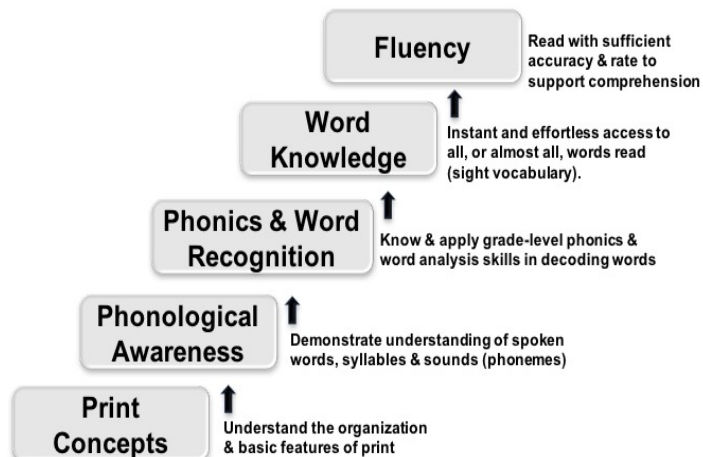 Fluency
Read with sufficient
accuracy & rate to
support comprehension
Word
Knowledge
Instant and effortless access to
all, or almost all, words read
(sight vocabulary).
Phonics & Word
Recognition
Know & apply grade-level phonics &
word analysis skills in decoding words
Phonological
Awareness
Demonstrate understanding of spoken
words, syllables & sounds (phonemes)
Print
Concepts
Understand the organization
& basic features of print